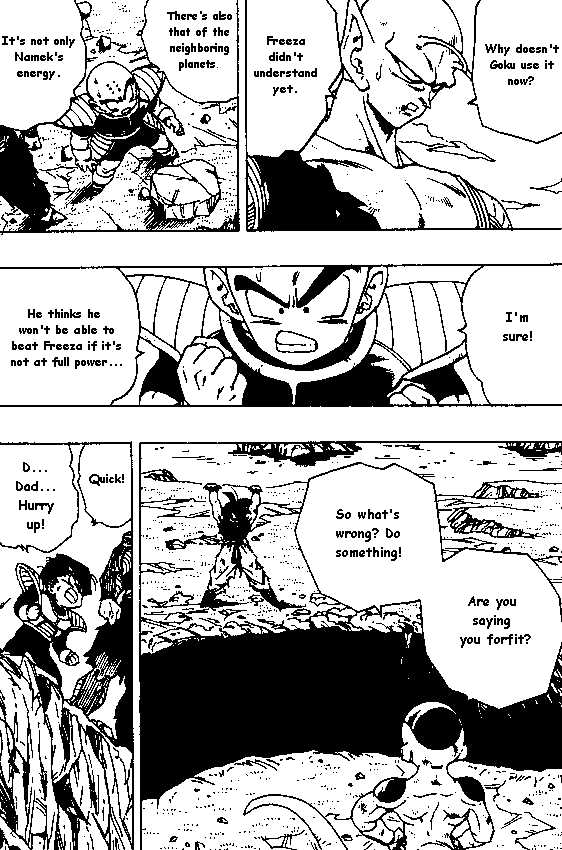 Why doesn't
Goku use it
now?
Freeza
didn't
understand
yet.
There's also
that of the
neighboring
planets.
It's not only
Namek's
energy.
I'm
sure!
He thinks he
won't be able to
beat Freeza if it's
not at full power...
So what's
wrong? Do
something!
Are you
saying
you forfit?
Quick!
D...
Dad...
Hurry
up!